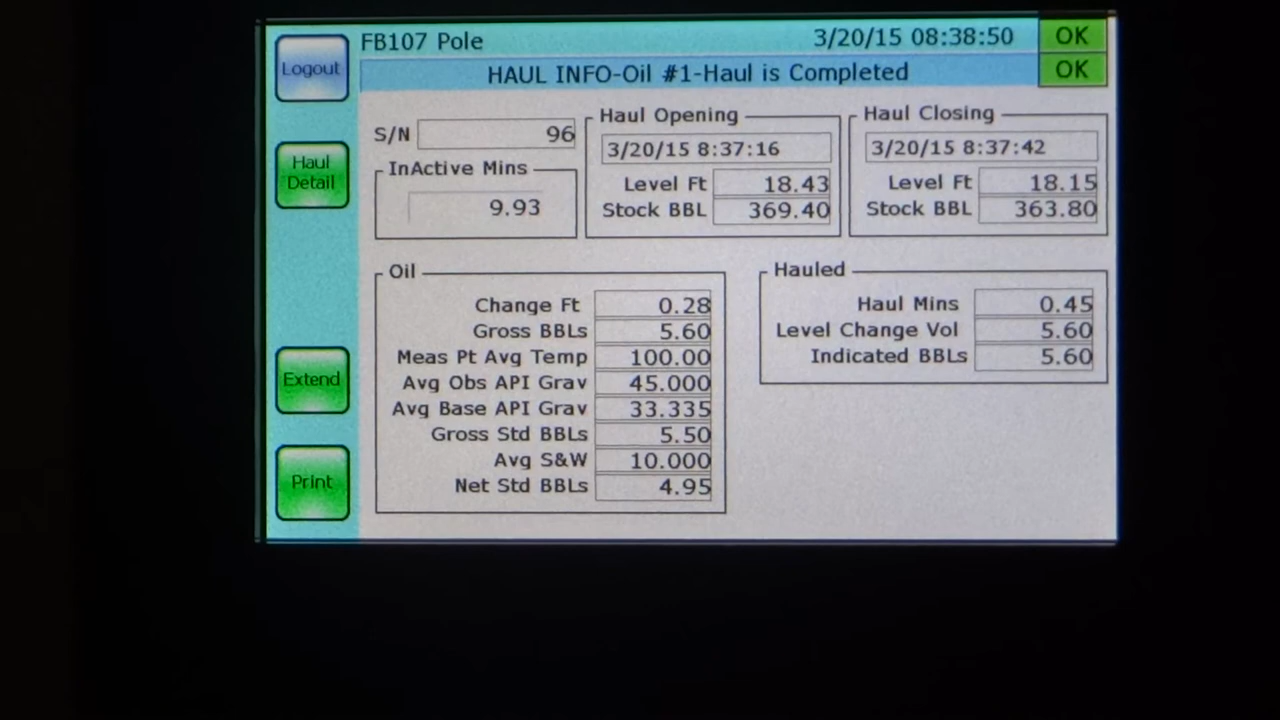 FB107 Pole 3/20/15 08:38:50 OK
Logout HAUL INFO-Oil #1-Haul is Completed OK
S/N 96
InActive Mins
9.93
Haul Opening
3/20/15 8:37:16
Level Ft 18.43
Stock BBL 369.40
Haul Closing
3/20/15 8:37:42
Level Ft 18.15
Stock BBL 363.80
Haul
Detail
Oil
Change Ft 0.28
Gross BBLs 5.60
Meas Pt Avg Temp 100.00
Avg Obs API Grav 45.000
Avg Base API Grav 33.335
Gross Std BBLs 5.50
Avg S&W 10.000
Net Std BBLs 4.95
Hauled
Haul Mins 0.45
Level Change Vol 5.60
Indicated BBLs 5.60
Extend
Print